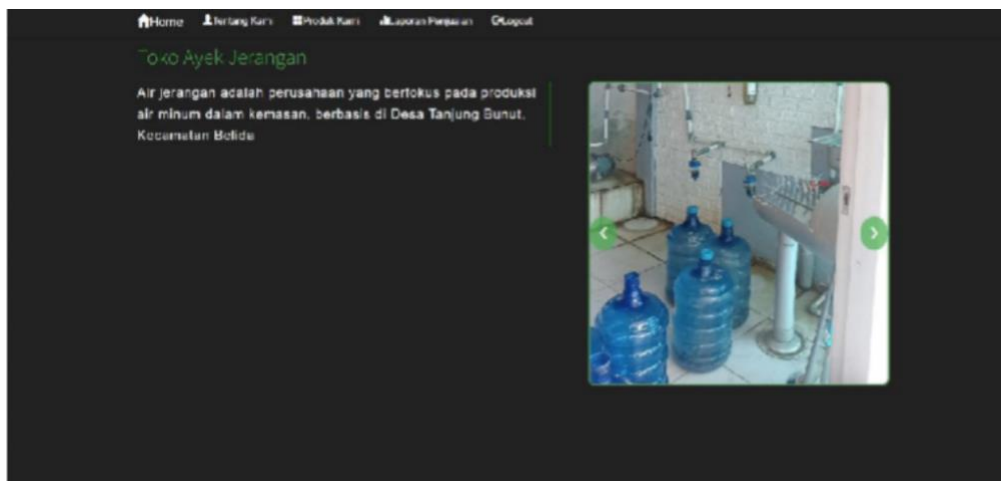 Home Tentang Kami Produk Kami Laporan Penjualan Logout
Toko Ayek Jerangan
Air jerangan adalah perusahaan yang berfokus pada produksi
air minum dalam kemasan, berbasis di Desa Tanjung Bunut,
Kecamatan Belida